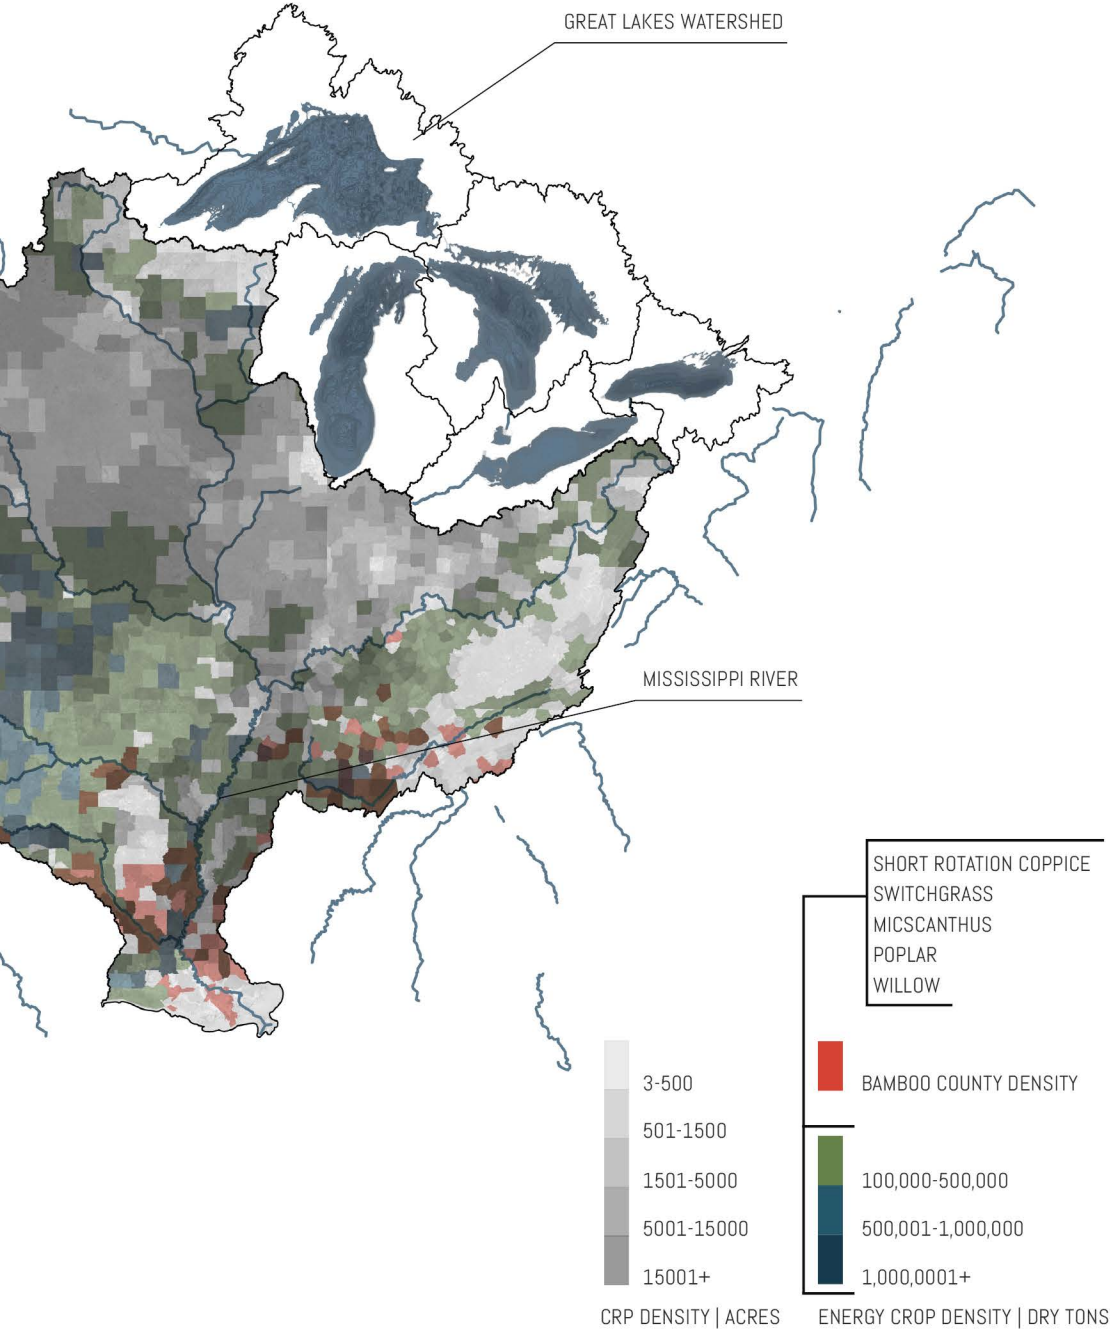 GREAT LAKES WATERSHED
MISSISSIPPI RIVER
SHORT ROTATION COPPICE
SWITCHGRASS
MICSCANTHUS
POPLAR
WILLOW
BAMBOO COUNTY DENSITY
3-500
501-1500
1501-5000
5001-15000
15001+
CRP DENSITY | ACRES
100,000-500,000
500,001-1,000,000
1,000,0001+
ENERGY CROP DENSITY | DRY TONS